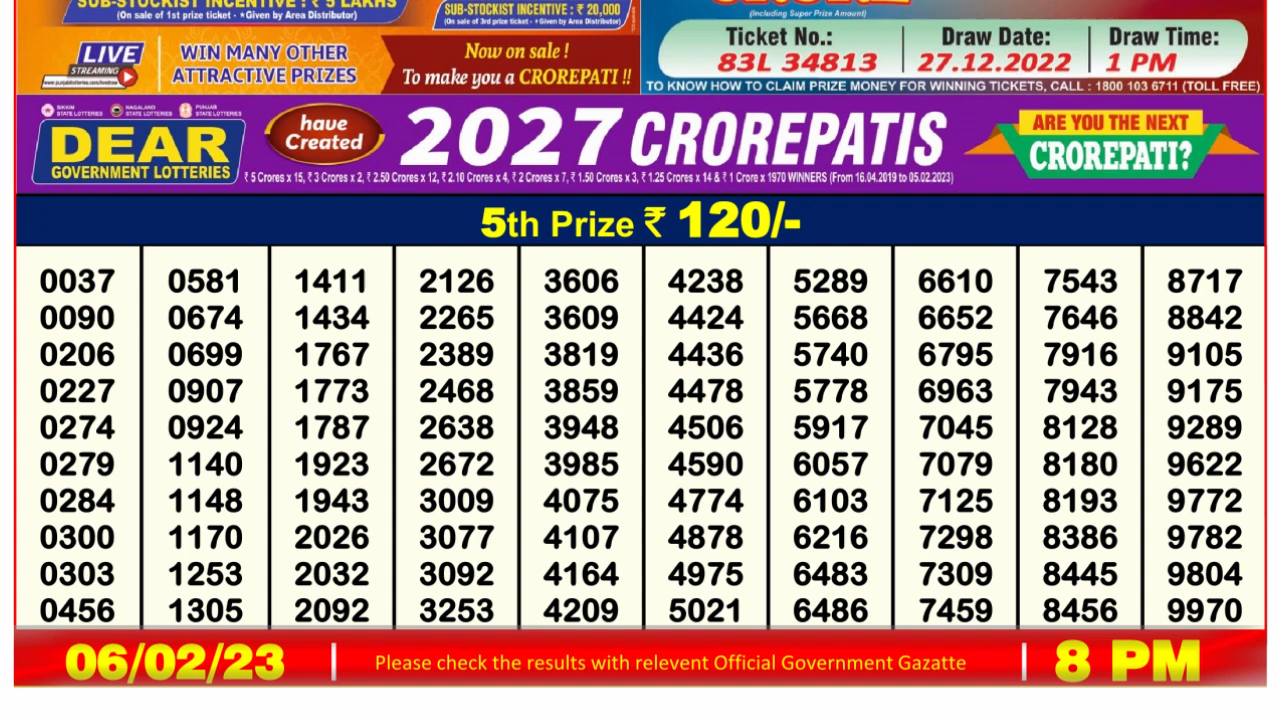 SUB-STOCKIST INCENTIVE : ₹ 5 LAKHS
(On sale of 1st prize ticket - *Given by Area Distributor)
SUB-STOCKIST INCENTIVE : ₹ 20,000
(On sale of 3rd prize ticket - *Given by Area Distributor)
LIVE
STREAMING
WIN MANY OTHER
ATTRACTIVE PRIZES
Now on sale !
To make you a CROREPATI !!
(Including Super Prize Amount)
Ticket No.: Draw Date: Draw Time:
83L 34813 27.12.2022 1 PM
TO KNOW HOW TO CLAIM PRIZE MONEY FOR WINNING TICKETS, CALL : 1800 103 6711 (TOLL FREE)
SIKKIM STATE LOTTERIES NAGALAND STATE LOTTERIES PUNJAB STATE LOTTERIES
DEAR
GOVERNMENT LOTTERIES
have
Created
2027 CROREPATIS
₹ 5 Crores x 15, ₹ 3 Crores x 2, ₹ 2.50 Crores x 12, ₹ 2.10 Crores x 4, ₹ 2 Crores x 7, ₹ 1.50 Crores x 3, ₹ 1.25 Crores x 14 & ₹ 1 Crore x 1970 WINNERS (From 16.04.2019 to 05.02.2023)
ARE YOU THE NEXT
CROREPATI?
5th Prize ₹ 120/-
0037 0581 1411 2126 3606 4238 5289 6610 7543 8717
0090 0674 1434 2265 3609 4424 5668 6652 7646 8842
0206 0699 1767 2389 3819 4436 5740 6795 7916 9105
0227 0907 1773 2468 3859 4478 5778 6963 7943 9175
0274 0924 1787 2638 3948 4506 5917 7045 8128 9289
0279 1140 1923 2672 3985 4590 6057 7079 8180 9622
0284 1148 1943 3009 4075 4774 6103 7125 8193 9772
0300 1170 2026 3077 4107 4878 6216 7298 8386 9782
0303 1253 2032 3092 4164 4975 6483 7309 8445 9804
0456 1305 2092 3253 4209 5021 6486 7459 8456 9970
06/02/23 Please check the results with relevent Official Government Gazatte 8 PM